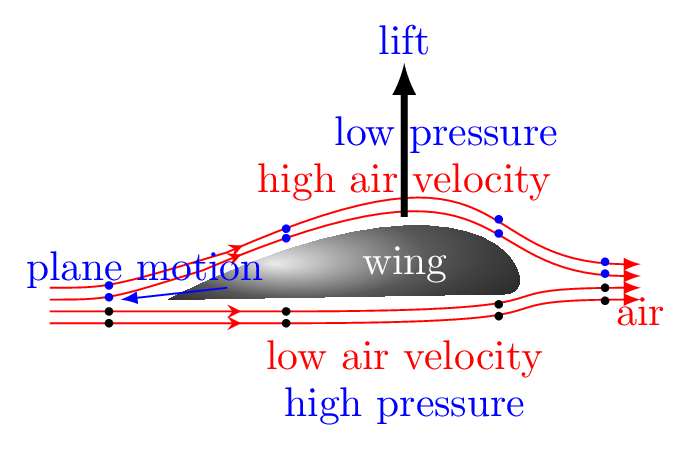 lift
low pressure
high air velocity
plane motion
wing
air
low air velocity
high pressure